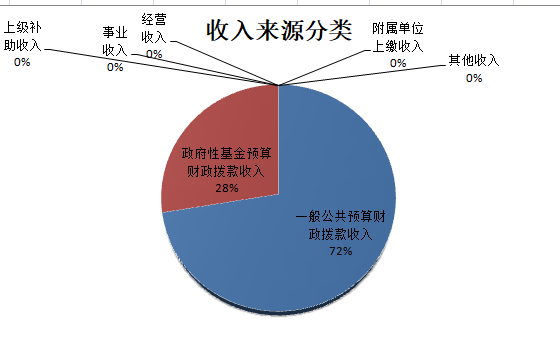 收入来源分类
上级补
助收入
0%
事业
收入
0%
经营
收入
0%
附属单位
上缴收入
0%
其他收入
0%
政府性基金预算
财政拨款收入
28%
一般公共预算财
政拨款收入
72%